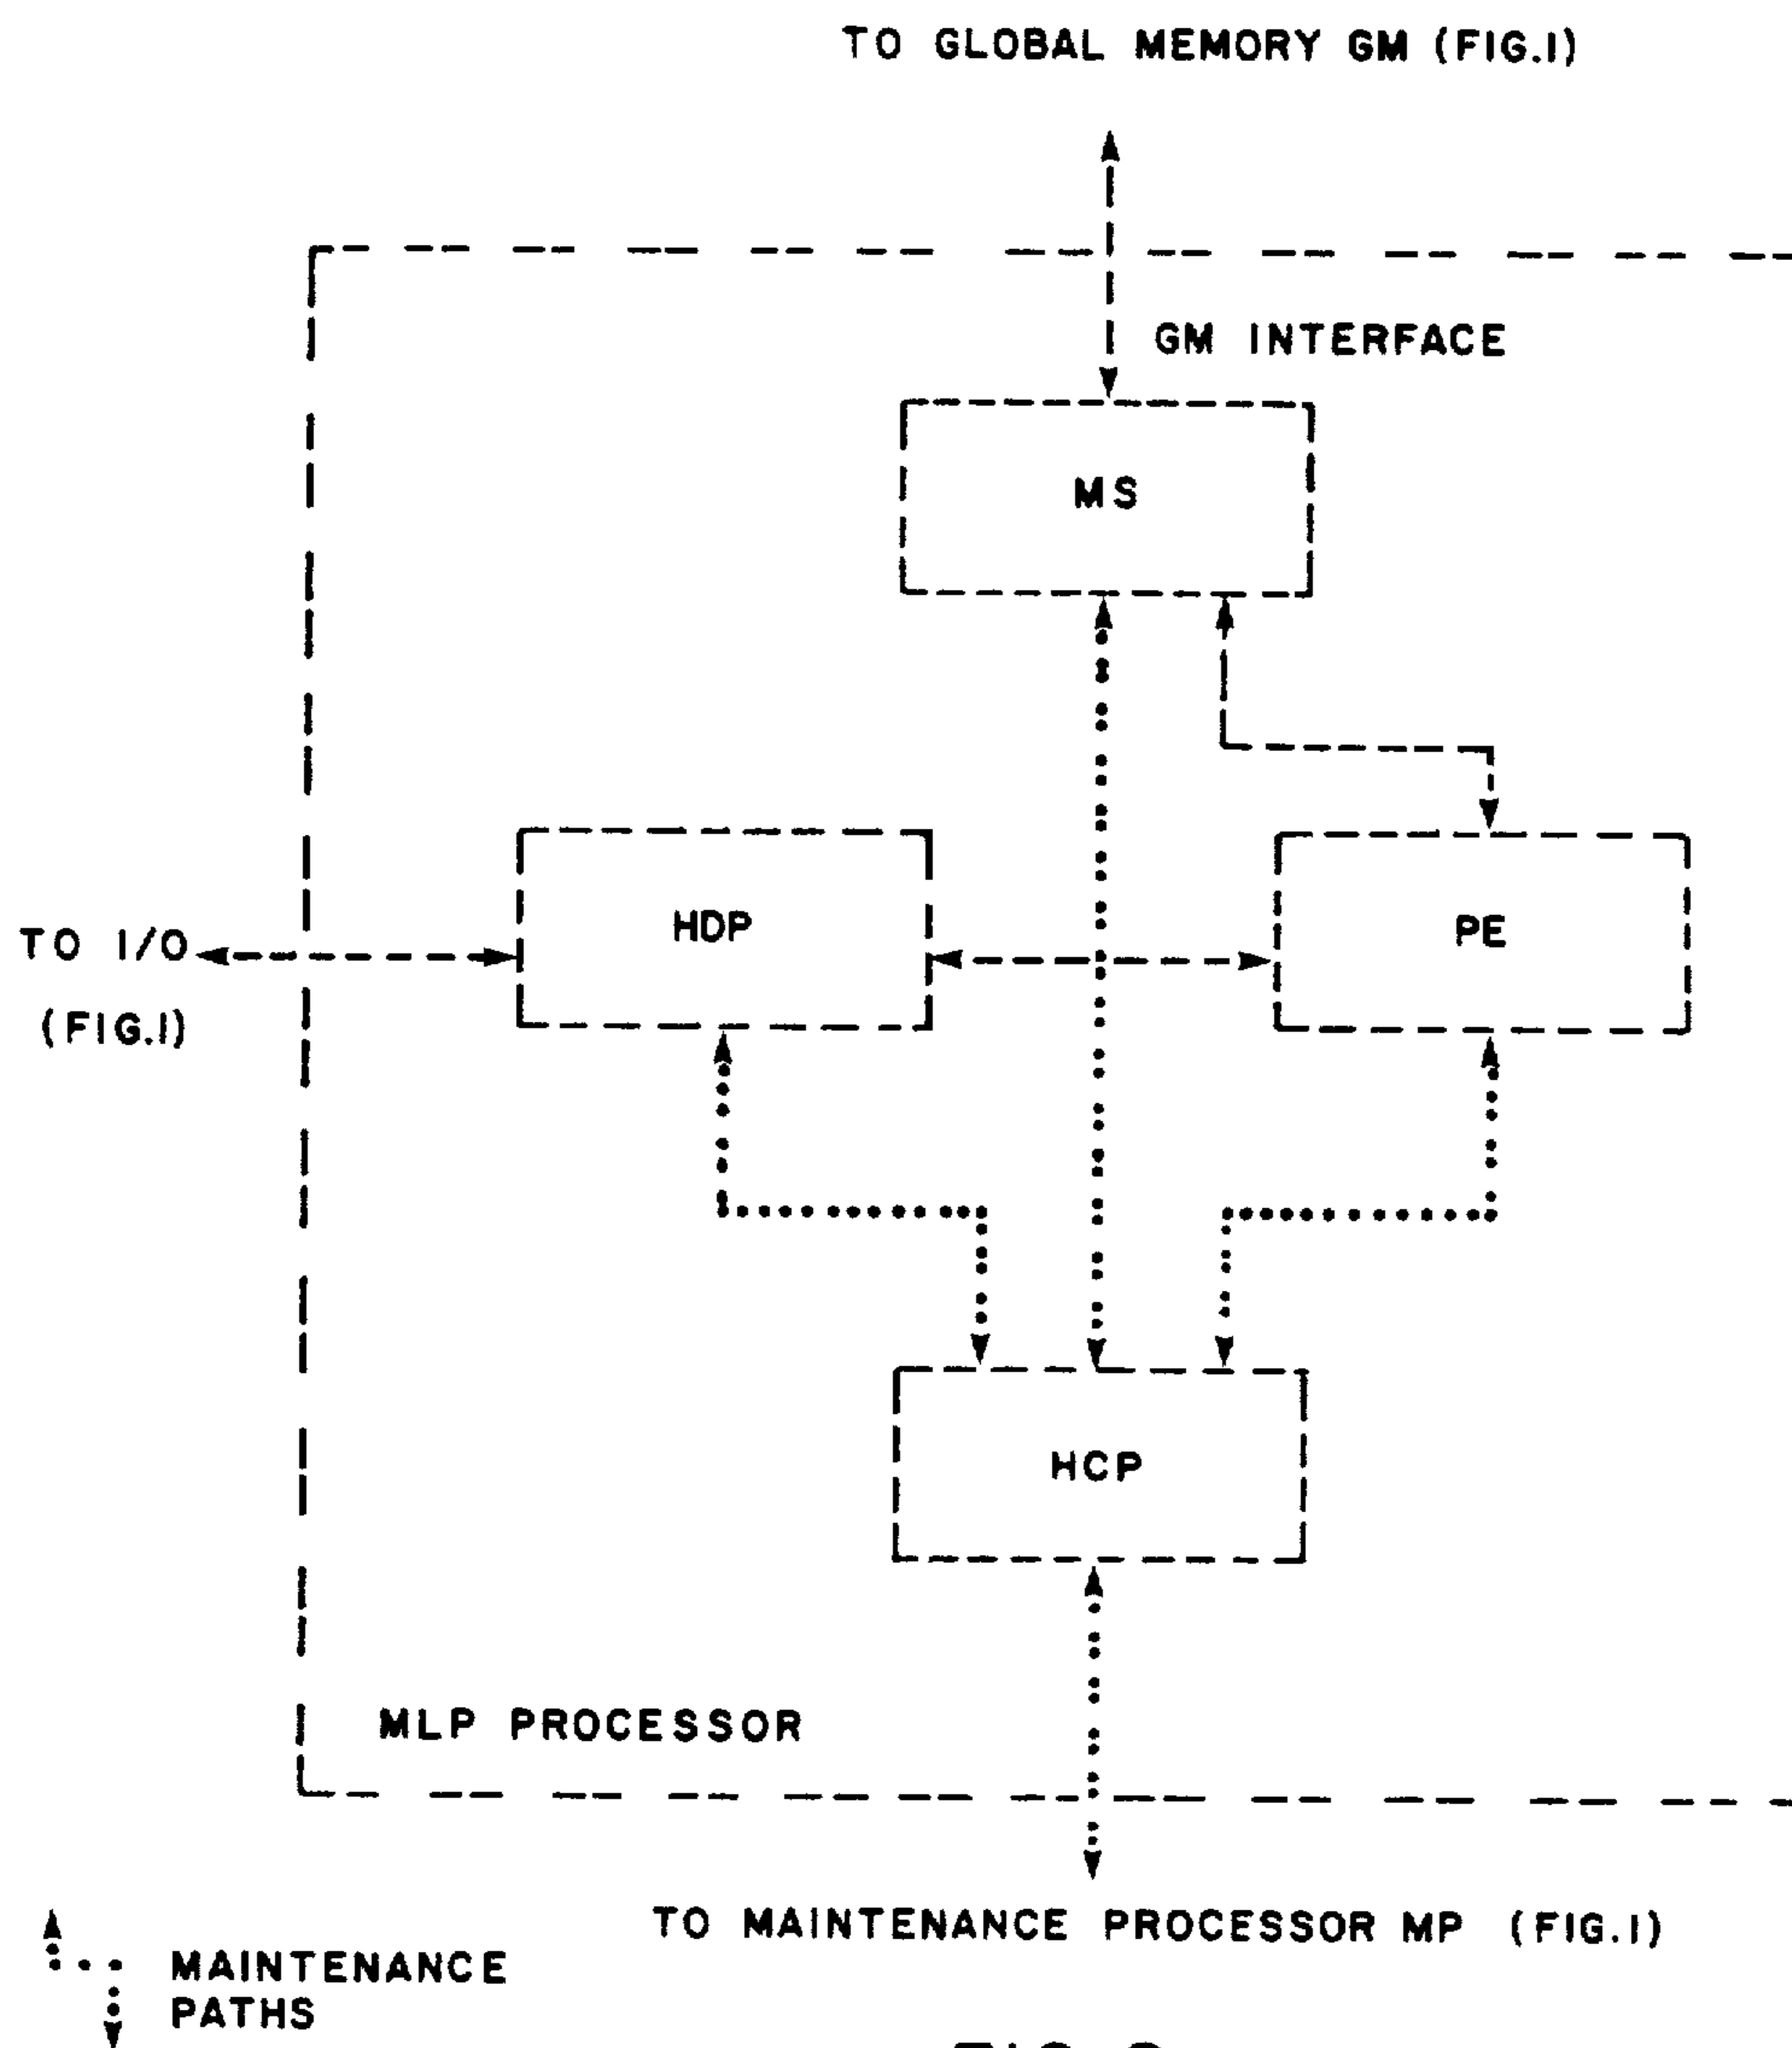 TO GLOBAL MEMORY GM (FIG.1)
GM INTERFACE
MS
HDP
PE
TO I/O
(FIG.1)
HCP
MLP PROCESSOR
TO MAINTENANCE PROCESSOR MP (FIG.1)
MAINTENANCE
PATHS